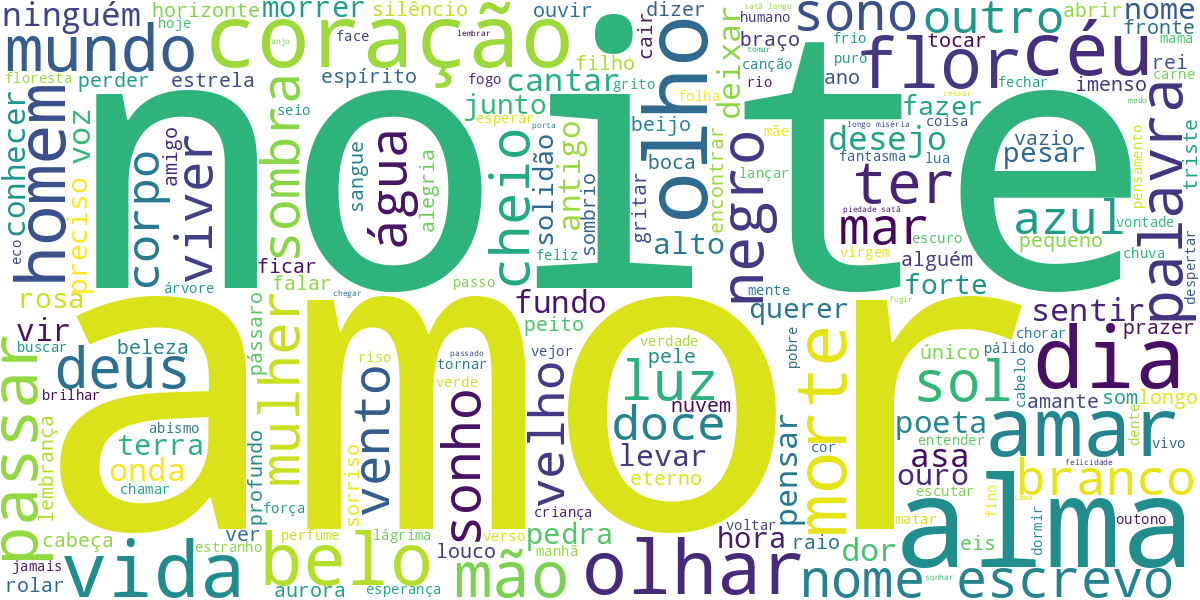 ninguém
horizonte
morrer
silêncio
ouvir
dizer
satã longo
abrir
nome
hoje
anjo
face
lembrar
cair
humano
sono
outro
fronte
mundo
coração
olho
deixar
braço
frio
tocar
céu
mamã
floresta
perder
estrela
espírito
cantar
filho
grito
canção
puro
flor
rei
carne
conhecer
voz
sombra
seio
fogo
junto
esperar
beijo
folha
tomar
rio
ano
cessar
fechar
imenso
medo
homem
noite
porta
mãe
fazer
coisa
longo miséria
desejo
vazio
pesar
pensamento
triste
preciso
corpo
amigo
viver
sangue
água
alegria
cheio
solidão
antigo
sombrio
boca
gritar
encontrar
negro
lançar
fantasma
lua
ter
piedade satã
mar
azul
vontade
palavra
eco
feliz
alto
virgem
escuro
alguém
pequeno
chuva
despertar
árvore
ficar
falar
passo
mente
forte
rosa
chegar
fundo
querer
fugir
sentir
vir
pássaro
mulher
amor
peito
pobre
chorar
prazer
passar
buscar
beleza
deus
riso
passado
tornar
vejor
verdade
pele
morte
único
pálido
dia
brilhar
vento
verde
sonho
velho
luz
nuvem
sol
cabelo
amante
som
longo
lembrança
abismo
terra
onda
chamar
profundo
sorriso
doce
levar
eterno
pensar
cor
poeta
entender
amar
dente
vivo
asa
ouro
escutar
felicidade
branco
fino
camu
força
criança
voltar
matar
alma
dormir
outono
cabeça
ver
estranho
perfume
lágrima
louco
verso
manhã
pedra
hora
raio
dor
eis
jamais
rolar
vida
belo
aurora
esperança
mão
olhar
nome
sonhar
escrevo